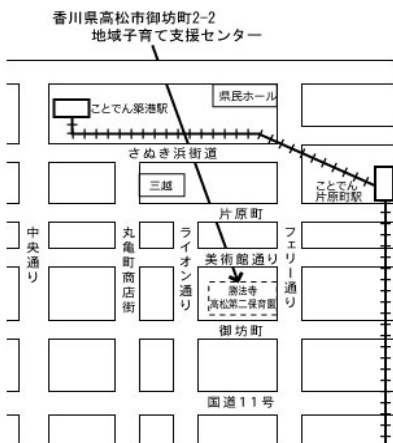 香川県高松市御坊町2-2
地域子育て支援センター
県民ホール
ことでん築港駅
さぬき浜街道
三越
ことでん
片原町駅
片原町
中央通り
丸亀町商店街
ライオン通り
フェリー通り
美術館通り
勝法寺
高松第二保育園
御坊町
国道11号